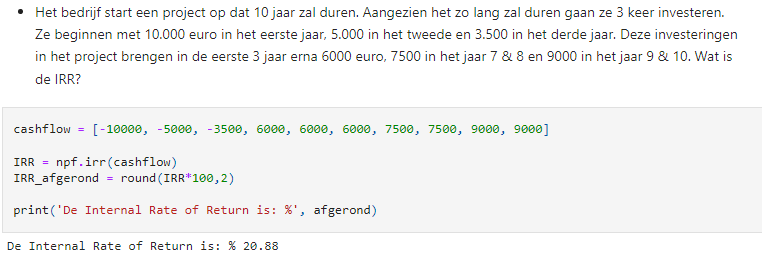 Het bedrijf start een project op dat 10 jaar zal duren. Aangezien het zo lang zal duren gaan ze 3 keer investeren.
Ze beginnen met 10.000 euro in het eerste jaar, 5.000 in het tweede en 3.500 in het derde jaar. Deze investeringen
in het project brengen in de eerste 3 jaar erna 6000 euro, 7500 in het jaar 7 & 8 en 9000 in het jaar 9 & 10. Wat is
de IRR?
cashflow = [-10000, -5000, -3500, 6000, 6000, 6000, 7500, 7500, 9000, 9000]
IRR = npf.irr(cashflow)
IRR_afgerond = round(IRR*100,2)
print('De Internal Rate of Return is: %', afgerond)
De Internal Rate of Return is: % 20.88